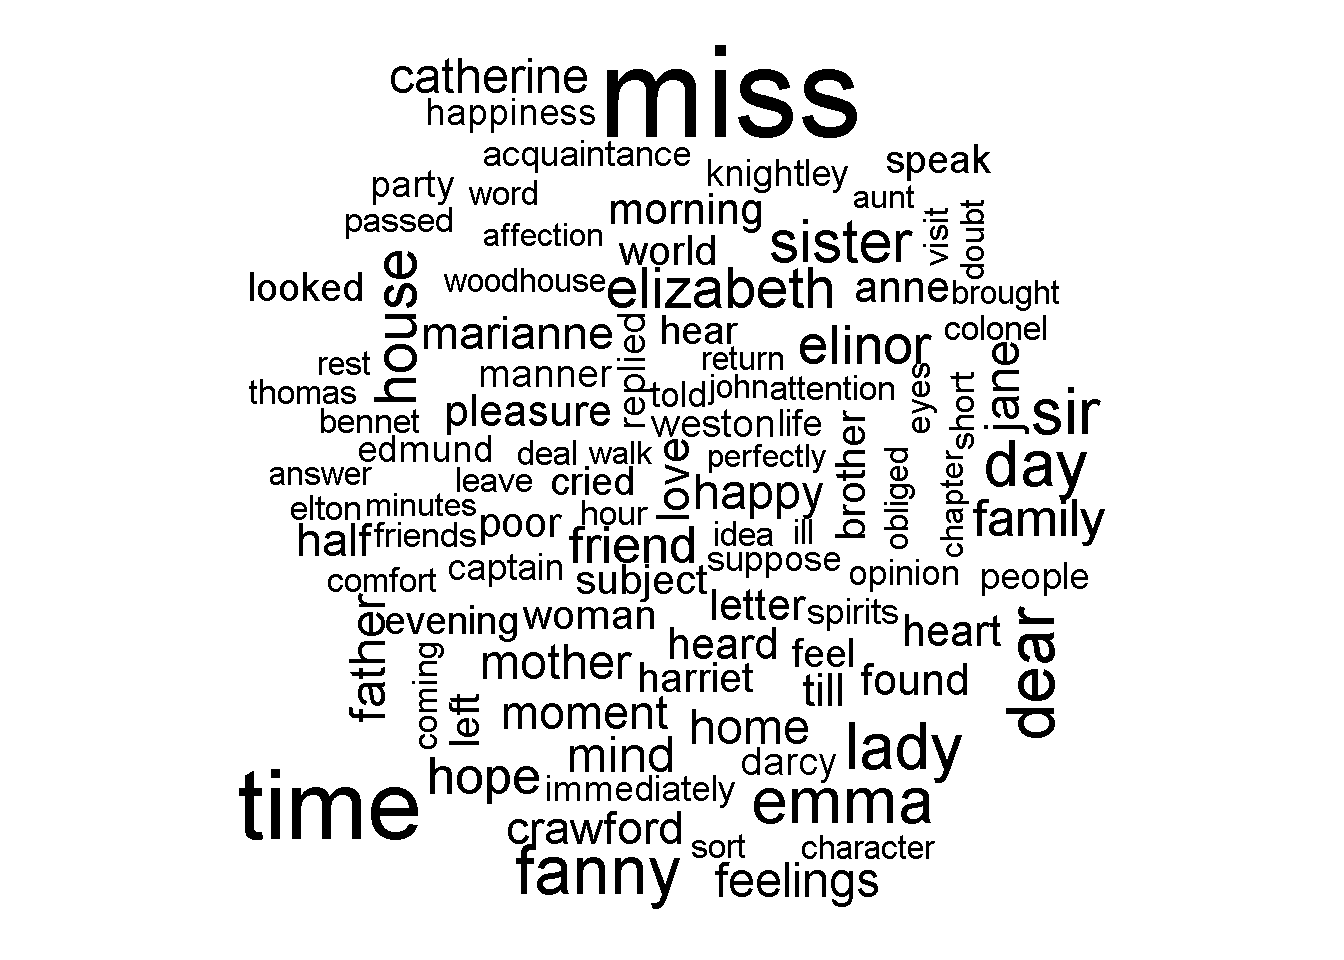 catherine miss
happiness
acquaintance
knightley speak
party word aunt
passed morning visit doubt
affection world sister
looked house woodhouse elizabeth anne brought
marianne replied hear elinor colonel
rest manner return jane
thomas told john attention eyes short
bennet pleasure weston life brother sir
edmund deal walk love perfectly obliged chapter day
answer leave cried happy
elton minutes hour family
half friends poor friend idea ill
comfort captain subject suppose opinion people
father evening woman letter spirits heart dear
coming left mother heard feel
harriet till found
moment home
mind darcy lady
time hope immediately emma
crawford sort character
fanny feelings